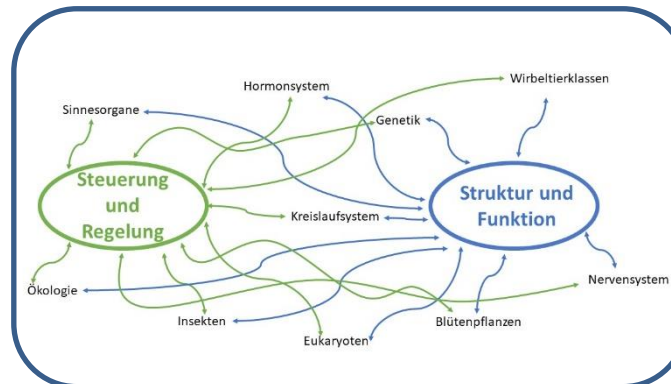 Hormonsystem
Wirbeltierklassen
Sinnesorgane
Genetik
Steuerung
und
Regelung
Struktur und
Funktion
Kreislaufsystem
Ökologie
Nervensystem
Insekten
Blütenpflanzen
Eukaryoten